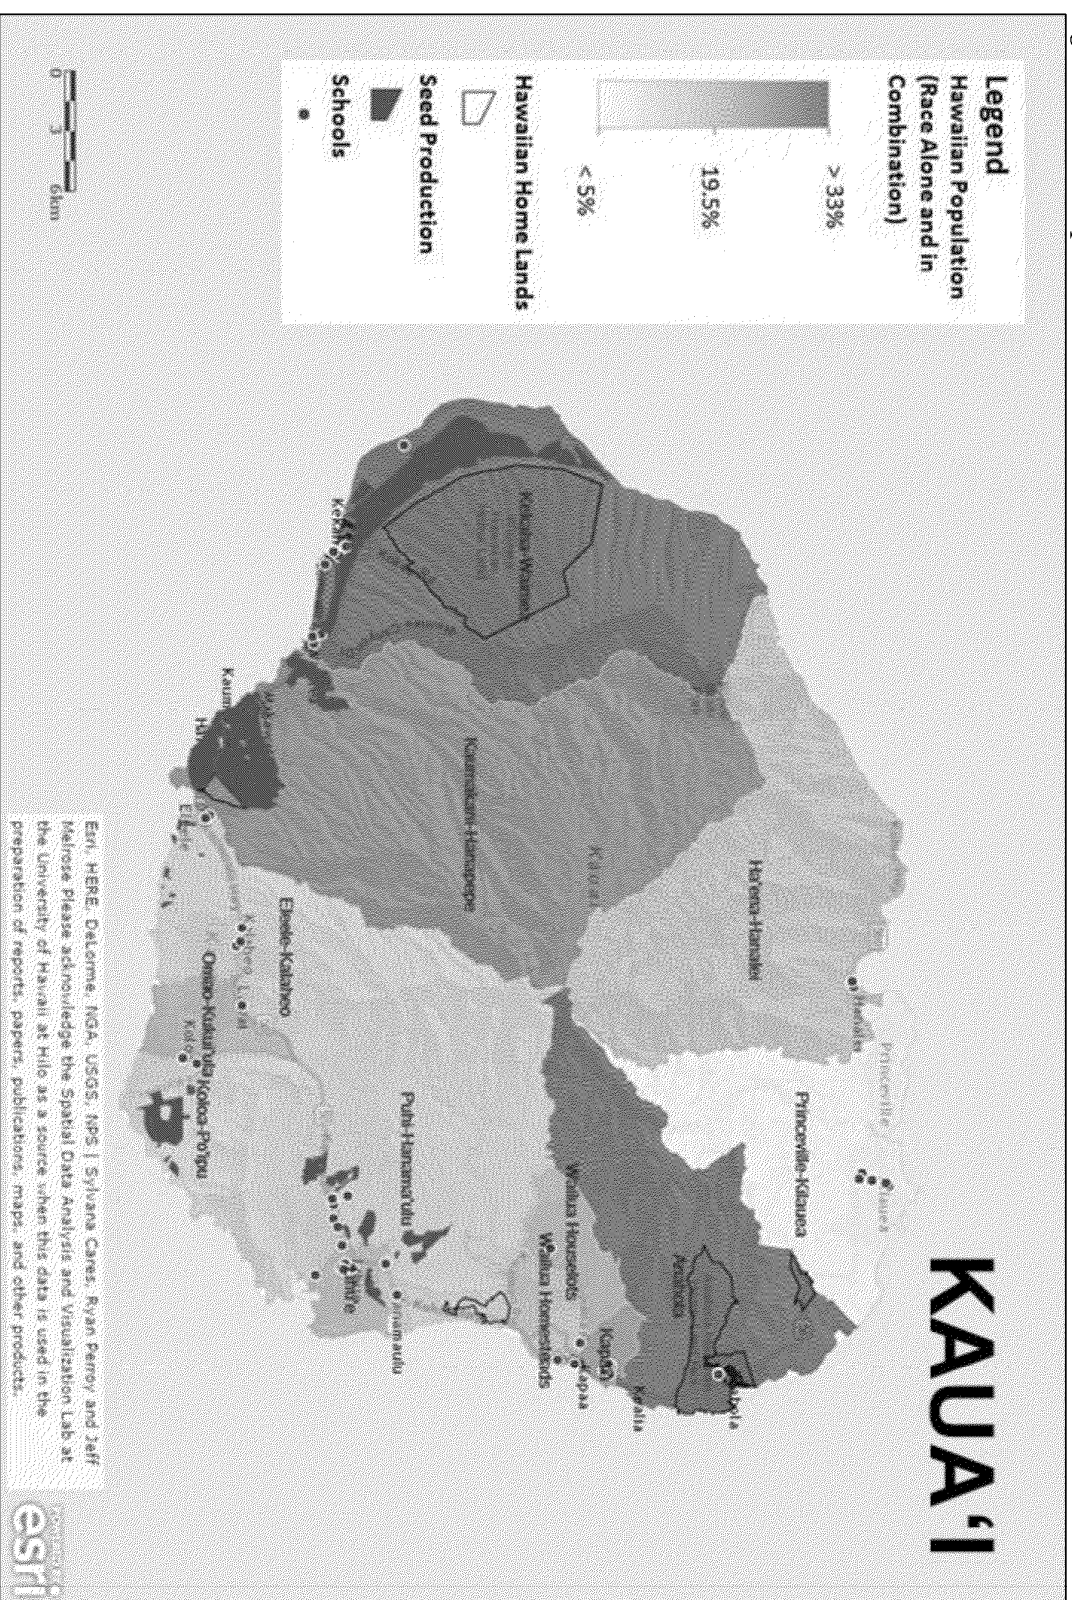 KAUA‘I
Legend
Hawaiian Population
(Race Alone and in
Combination)
> 33%
19.5%
< 5%
Hawaiian Home Lands
Seed Production
Schools
0 3 6km
Princeville
Hanalei
Ha'ena-Hanalei
Princeville-Kilauea
Kauai
Kekaha-Waimea
Kaumakani-Hanapepe
Anahola
Wailua Houselots
Wailua Homesteads
Kapa'a
Kapaa
Kealia
Puhi-Hanama'ulu
Eleele-Kalaheo
Omao-Kukui'ula
Koloa-Po'ipu
Esri, HERE, DeLorme, NGA, USGS, NPS | Sylvana Cares, Ryan Perroy and Jeff
Melrose Please acknowledge the Spatial Data Analysis and Visualization Lab at
the University of Hawaii at Hilo as a source when this data is used in the
preparation of reports, papers, publications, maps, and other products.
esri